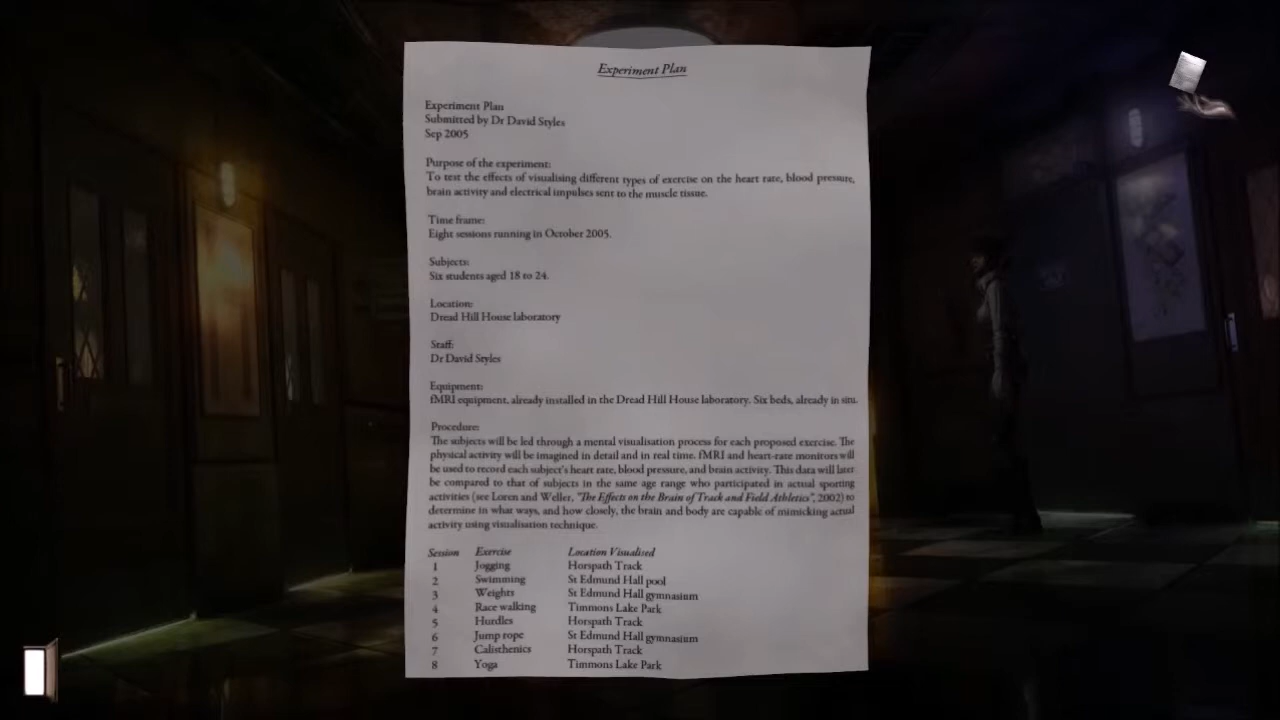 Experiment Plan
Experiment Plan
Submitted by Dr David Styles
Sep 2005
Purpose of the experiment:
To test the effects of visualising different types of exercise on the heart rate, blood pressure,
brain activity and electrical impulses sent to the muscle tissue.
Time frame:
Eight sessions running in October 2005.
Subjects:
Six students aged 18 to 24.
Location:
Dread Hill House laboratory
Staff:
Dr David Styles
Equipment:
fMRI equipment, already installed in the Dread Hill House laboratory. Six beds, already in situ.
Procedure:
The subjects will be led through a mental visualisation process for each proposed exercise. The
physical activity will be imagined in detail and in real time. fMRI and heart-rate monitors will
be used to record each subject's heart rate, blood pressure, and brain activity. This data will later
be compared to that of subjects in the same age range who participated in actual sporting
activities (see Loren and Weller, "The Effects on the Brain of Track and Field Athletics", 2002) to
determine in what ways, and how closely, the brain and body are capable of mimicking actual
activity using visualisation technique.
Session Exercise Location Visualised
1 Jogging Horspath Track
2 Swimming St Edmund Hall pool
3 Weights St Edmund Hall gymnasium
4 Race walking Timmons Lake Park
5 Hurdles Horspath Track
6 Jump rope St Edmund Hall gymnasium
7 Calisthenics Horspath Track
8 Yoga Timmons Lake Park